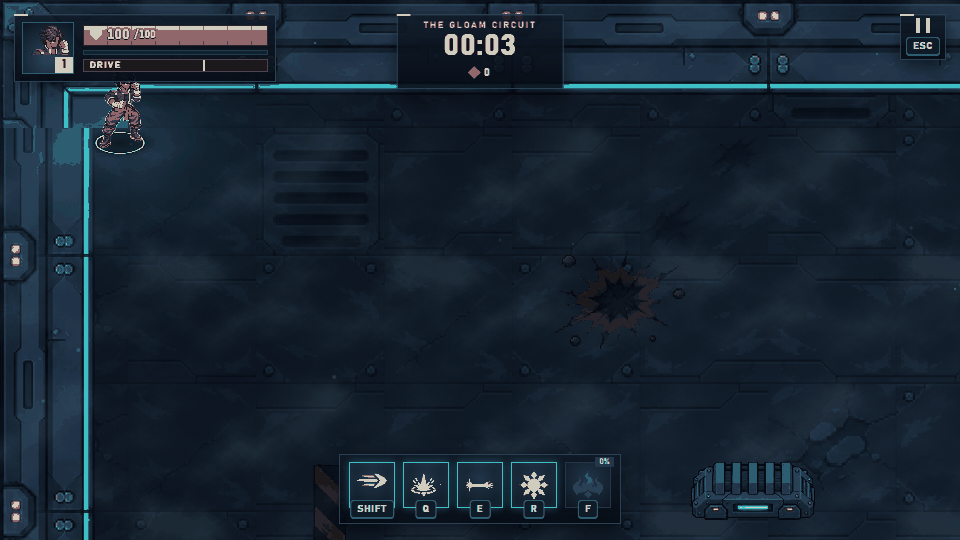 100/100
1
DRIVE
THE GLOAM CIRCUIT
00:03
0
ESC
0%
SHIFT
Q
E
R
F